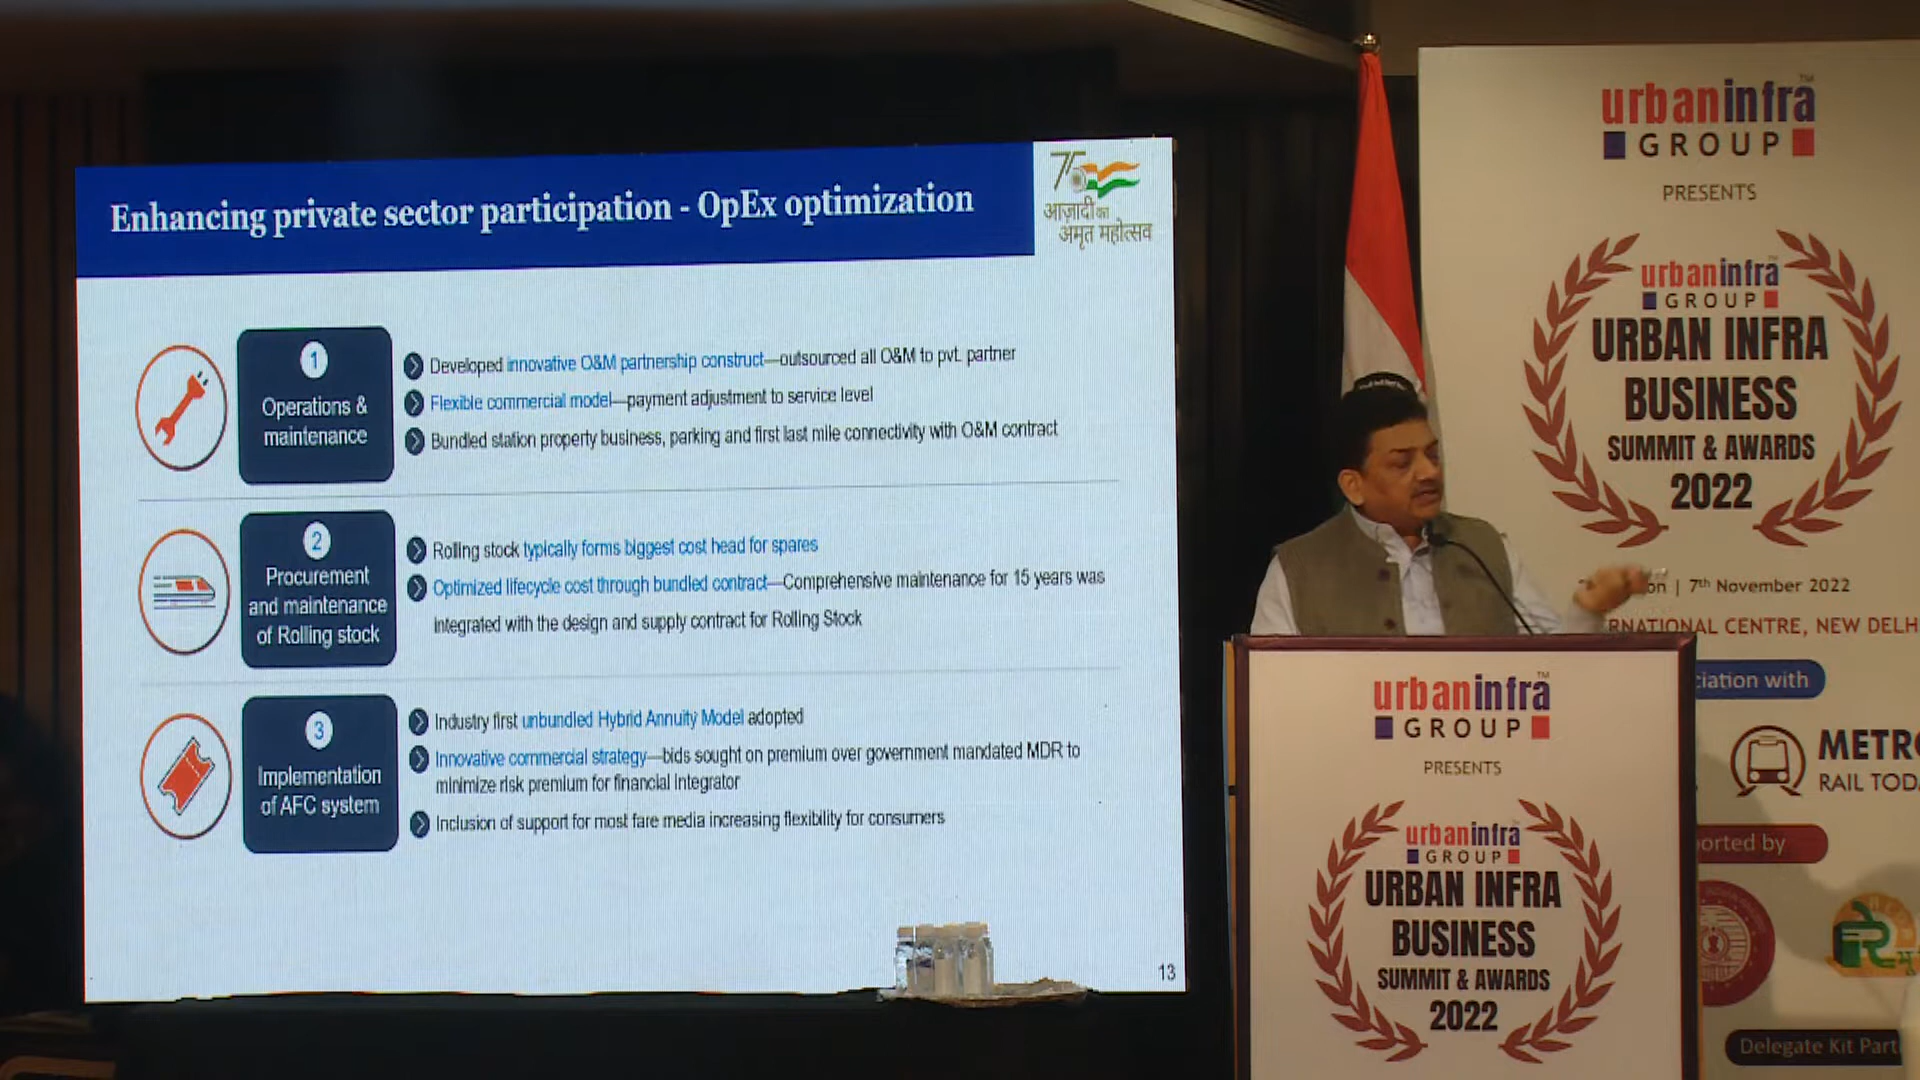 Enhancing private sector participation - OpEx optimization
75
आज़ादी का
अमृत महोत्सव
1
Operations &
maintenance
Developed innovative O&M partnership construct—outsourced all O&M to pvt. partner
Flexible commercial model—payment adjustment to service level
Bundled station property business, parking and first last mile connectivity with O&M contract
2
Procurement
and maintenance
of Rolling stock
Rolling stock typically forms biggest cost head for spares
Optimized lifecycle cost through bundled contract—Comprehensive maintenance for 15 years was
integrated with the design and supply contract for Rolling Stock
3
Implementation
of AFC system
Industry first unbundled Hybrid Annuity Model adopted
Innovative commercial strategy—bids sought on premium over government mandated MDR to
minimize risk premium for financial integrator
Inclusion of support for most fare media increasing flexibility for consumers
13
urbaninfra
GROUP
PRESENTS
urbaninfra
GROUP
URBAN INFRA
BUSINESS
SUMMIT & AWARDS
2022
on | 7th November 2022
RNATIONAL CENTRE, NEW DELH
iation with
METR
RAIL TODA
orted by
Delegate Kit Part
urbaninfra™
GROUP
PRESENTS
urbaninfra
GROUP
URBAN INFRA
BUSINESS
SUMMIT & AWARDS
2022